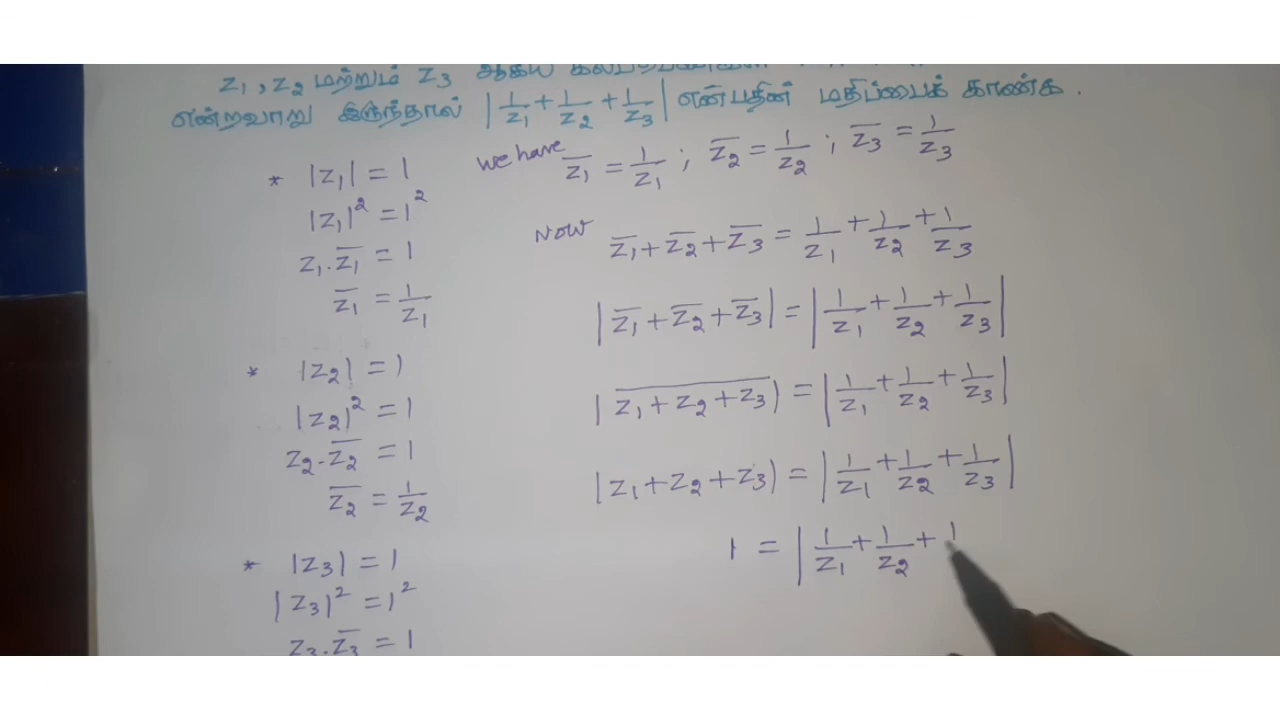 z₁, z₂ மற்றும் z₃ ஆகிய
என்றவாறு இருந்தால் |1/z₁ + 1/z₂ + 1/z₃| என்பதின் மதிப்பைக் காண்க.
* |z₁| = 1
|z₁|² = 1²
z₁.z̅₁ = 1
z̅₁ = 1/z₁
* |z₂| = 1
|z₂|² = 1
z₂.z̅₂ = 1
z̅₂ = 1/z₂
* |z₃| = 1
|z₃|² = 1²
z₃.z̅₃ = 1
We have z̅₁ = 1/z₁ ; z̅₂ = 1/z₂ ; z̅₃ = 1/z₃
Now z̅₁ + z̅₂ + z̅₃ = 1/z₁ + 1/z₂ + 1/z₃
|z̅₁ + z̅₂ + z̅₃| = |1/z₁ + 1/z₂ + 1/z₃|
|z̅₁̅ ̅+̅ ̅z̅₂̅ ̅+̅ ̅z̅₃̅| = |1/z₁ + 1/z₂ + 1/z₃|
|z₁ + z₂ + z₃| = |1/z₁ + 1/z₂ + 1/z₃|
1 = |1/z₁ + 1/z₂ + 1